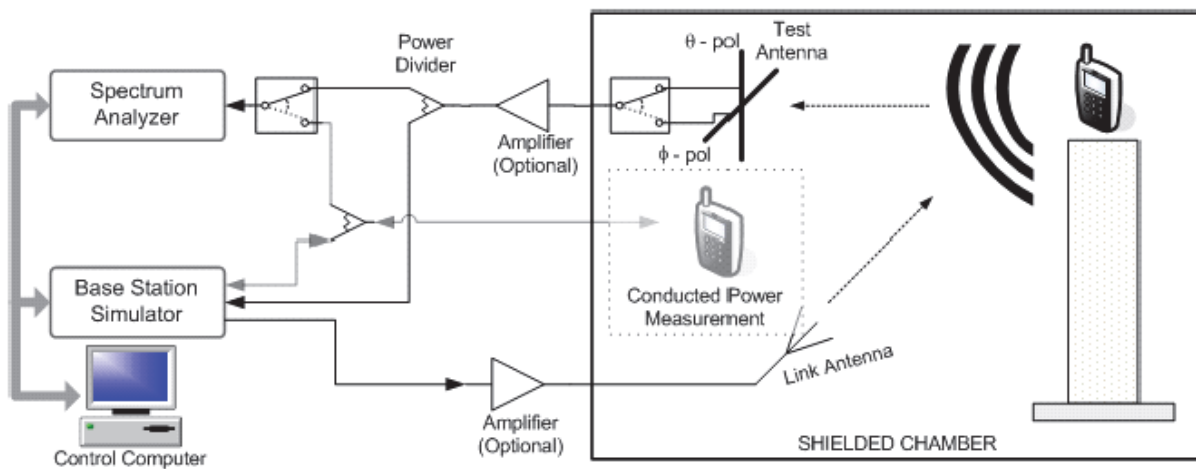 Power
Divider
θ - pol
Test
Antenna
Spectrum
Analyzer
Amplifier
(Optional)
ϕ - pol
Base Station
Simulator
Conducted Power
Measurement
Link Antenna
Amplifier
(Optional)
Control Computer
SHIELDED CHAMBER